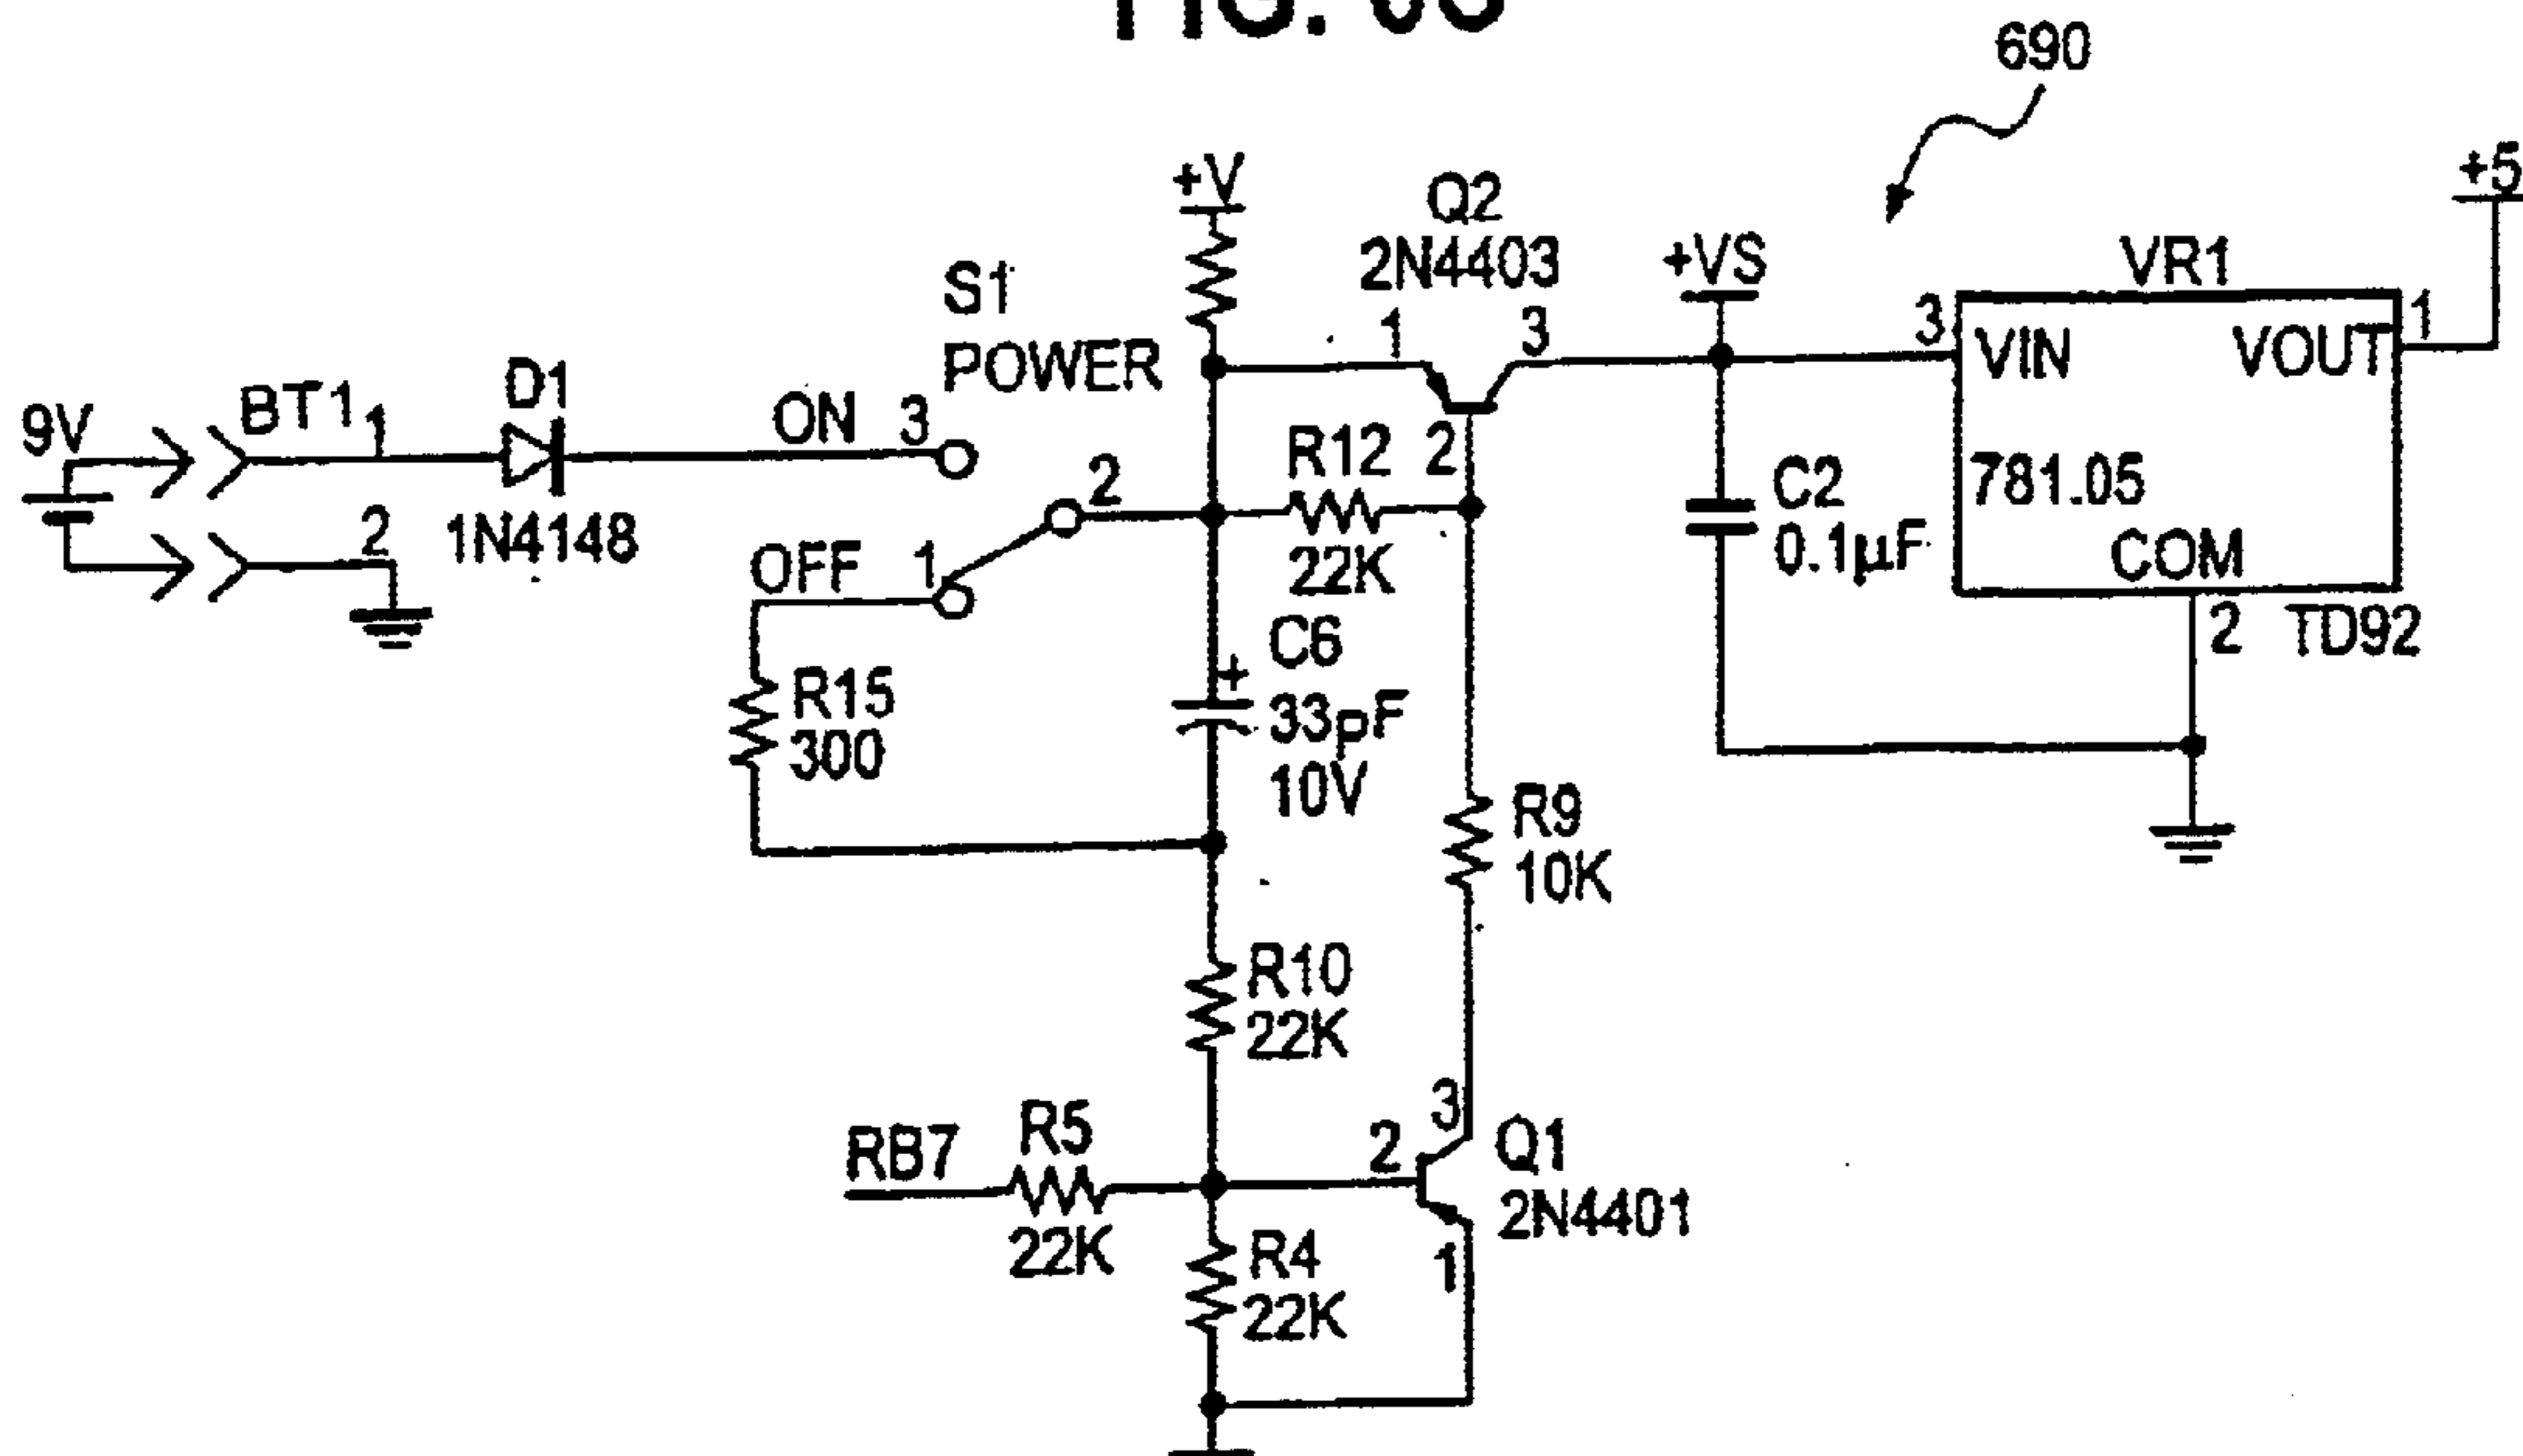 690
+V
Q2
2N4403
+VS
VR1
+5
S1
POWER
1
3
3
VIN
VOUT
1
9V
BT1
1
D1
1N4148
ON
3
2
2
OFF
1
R12
22K
2
C2
0.1µF
781.05
COM
2
TD92
R15
300
C6
+
33pF
10V
R9
10K
R10
22K
RB7
R5
22K
2
3
Q1
2N4401
1
R4
22K